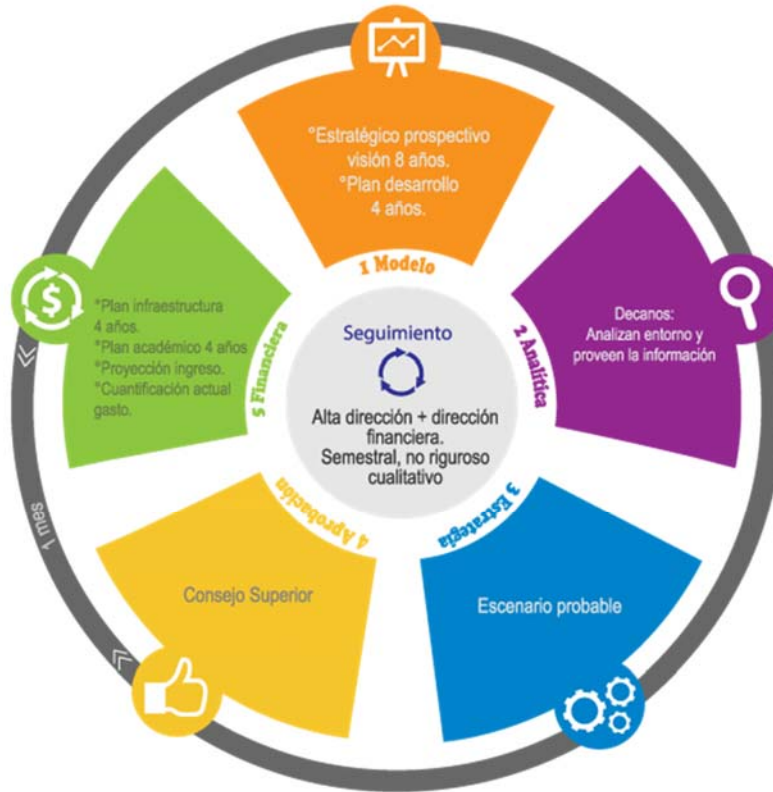 °Estratégico prospectivo
visión 8 años.
°Plan desarrollo
4 años.
1 Modelo
Decanos:
Analizan entorno y
proveen la información
2 Analítica
Escenario probable
3 Estrategia
Consejo Superior
4 Aprobación
°Plan infraestructura
4 años.
°Plan académico 4 años
°Proyección ingreso.
°Cuantificación actual
gasto.
5 Financiera
1 mes
Seguimiento
Alta dirección + dirección
financiera.
Semestral, no riguroso
cualitativo
$